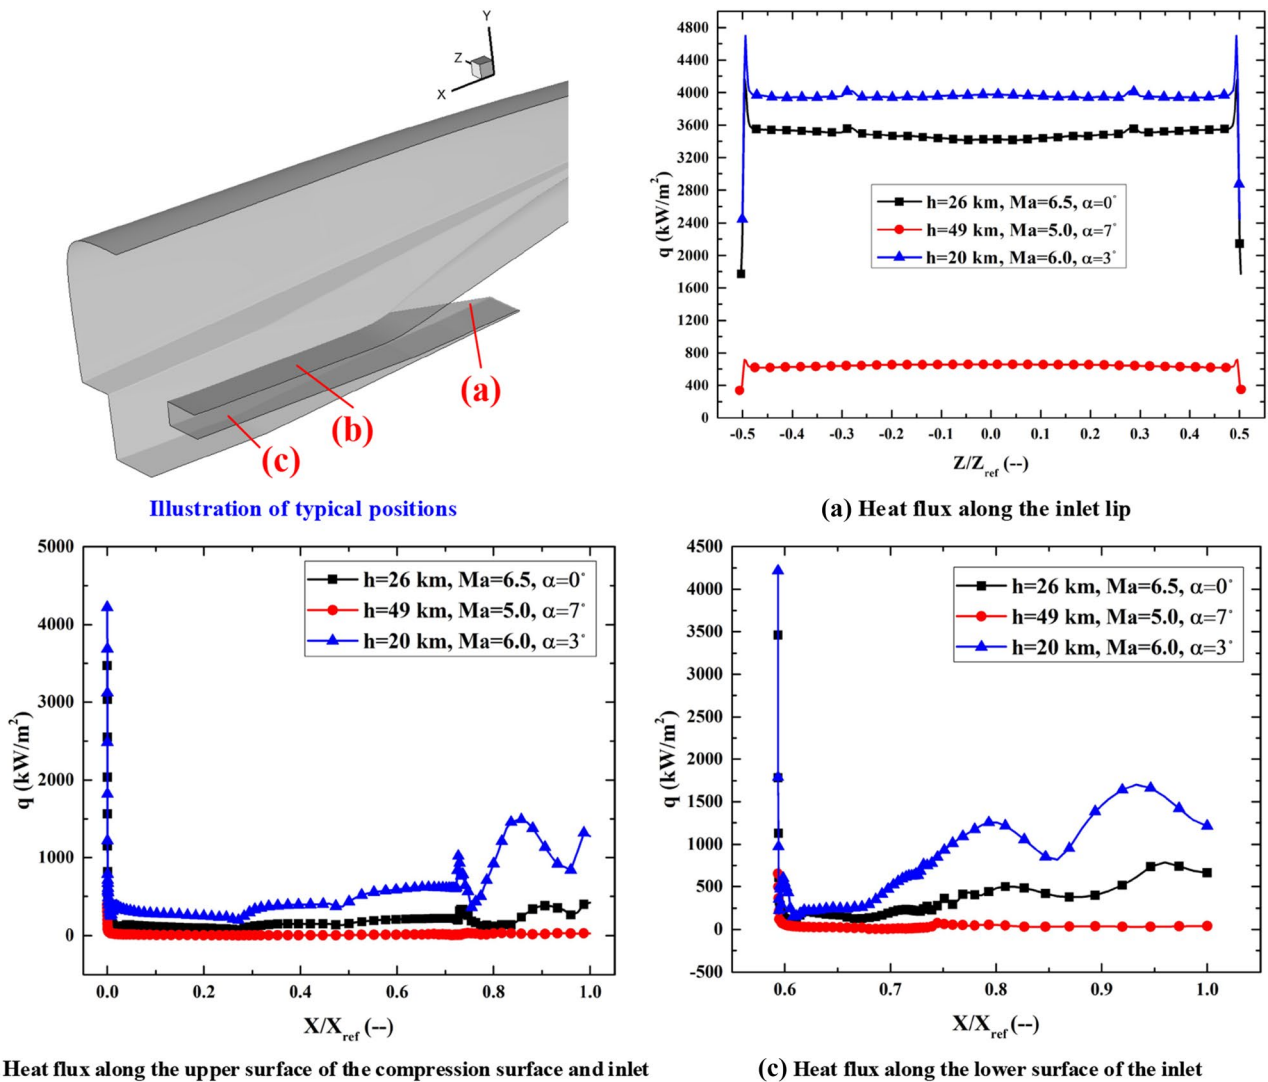 Y
Z
X
(a)
(b)
(c)
Illustration of typical positions
4800
4400
4000
3600
3200
2800
2400
2000
1600
1200
800
400
0
q (kW/m²)
h=26 km, Ma=6.5, α=0°
h=49 km, Ma=5.0, α=7°
h=20 km, Ma=6.0, α=3°
-0.5 -0.4 -0.3 -0.2 -0.1 0.0 0.1 0.2 0.3 0.4 0.5
Z/Zref (--)
(a) Heat flux along the inlet lip
5000
4000
3000
2000
1000
0
q (kW/m²)
h=26 km, Ma=6.5, α=0°
h=49 km, Ma=5.0, α=7°
h=20 km, Ma=6.0, α=3°
0.0 0.2 0.4 0.6 0.8 1.0
X/Xref (--)
Heat flux along the upper surface of the compression surface and inlet
4500
4000
3500
3000
2500
2000
1500
1000
500
0
-500
q (kW/m²)
h=26 km, Ma=6.5, α=0°
h=49 km, Ma=5.0, α=7°
h=20 km, Ma=6.0, α=3°
0.6 0.7 0.8 0.9 1.0
X/Xref (--)
(c) Heat flux along the lower surface of the inlet